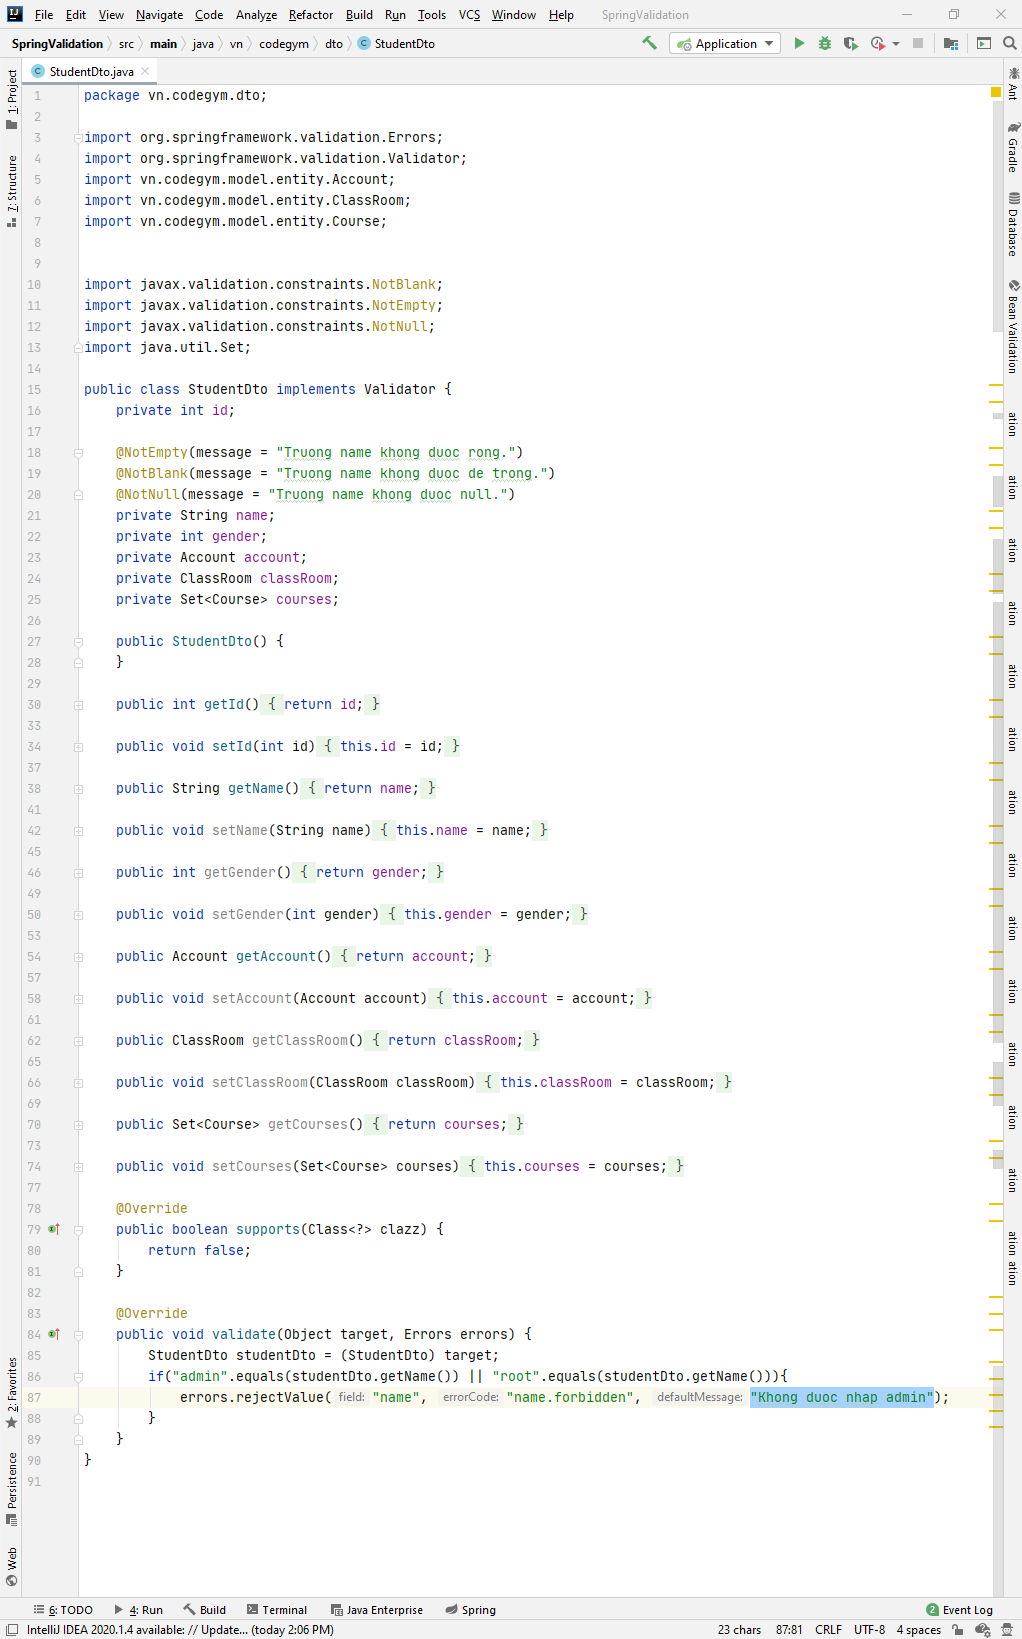 File Edit View Navigate Code Analyze Refactor Build Run Tools VCS Window Help SpringValidation
SpringValidation src main java vn codegym dto StudentDto Application
StudentDto.java
1 package vn.codegym.dto;
2
3 import org.springframework.validation.Errors;
4 import org.springframework.validation.Validator;
5 import vn.codegym.model.entity.Account;
6 import vn.codegym.model.entity.ClassRoom;
7 import vn.codegym.model.entity.Course;
8
9
10 import javax.validation.constraints.NotBlank;
11 import javax.validation.constraints.NotEmpty;
12 import javax.validation.constraints.NotNull;
13 import java.util.Set;
14
15 public class StudentDto implements Validator {
16 private int id;
17
18 @NotEmpty(message = "Truong name khong duoc rong.")
19 @NotBlank(message = "Truong name khong duoc de trong.")
20 @NotNull(message = "Truong name khong duoc null.")
21 private String name;
22 private int gender;
23 private Account account;
24 private ClassRoom classRoom;
25 private Set<Course> courses;
26
27 public StudentDto() {
28 }
29
30 public int getId() { return id; }
33
34 public void setId(int id) { this.id = id; }
37
38 public String getName() { return name; }
41
42 public void setName(String name) { this.name = name; }
45
46 public int getGender() { return gender; }
49
50 public void setGender(int gender) { this.gender = gender; }
53
54 public Account getAccount() { return account; }
57
58 public void setAccount(Account account) { this.account = account; }
61
62 public ClassRoom getClassRoom() { return classRoom; }
65
66 public void setClassRoom(ClassRoom classRoom) { this.classRoom = classRoom; }
69
70 public Set<Course> getCourses() { return courses; }
73
74 public void setCourses(Set<Course> courses) { this.courses = courses; }
77
78 @Override
79 public boolean supports(Class<?> clazz) {
80 return false;
81 }
82
83 @Override
84 public void validate(Object target, Errors errors) {
85 StudentDto studentDto = (StudentDto) target;
86 if("admin".equals(studentDto.getName()) || "root".equals(studentDto.getName())){
87 errors.rejectValue( field: "name", errorCode: "name.forbidden", defaultMessage: "Khong duoc nhap admin");
88 }
89 }
90 }
91
1: Project
7: Structure
2: Favorites
Persistence
Web
Ant
Gradle
Database
Bean Validation
ation
ation
ation
ation
ation
ation
ation
ation
ation
ation
ation
ation
ation
ation ation
6: TODO 4: Run Build Terminal Java Enterprise Spring 2 Event Log
IntelliJ IDEA 2020.1.4 available: // Update... (today 2:06 PM) 23 chars 87:81 CRLF UTF-8 4 spaces